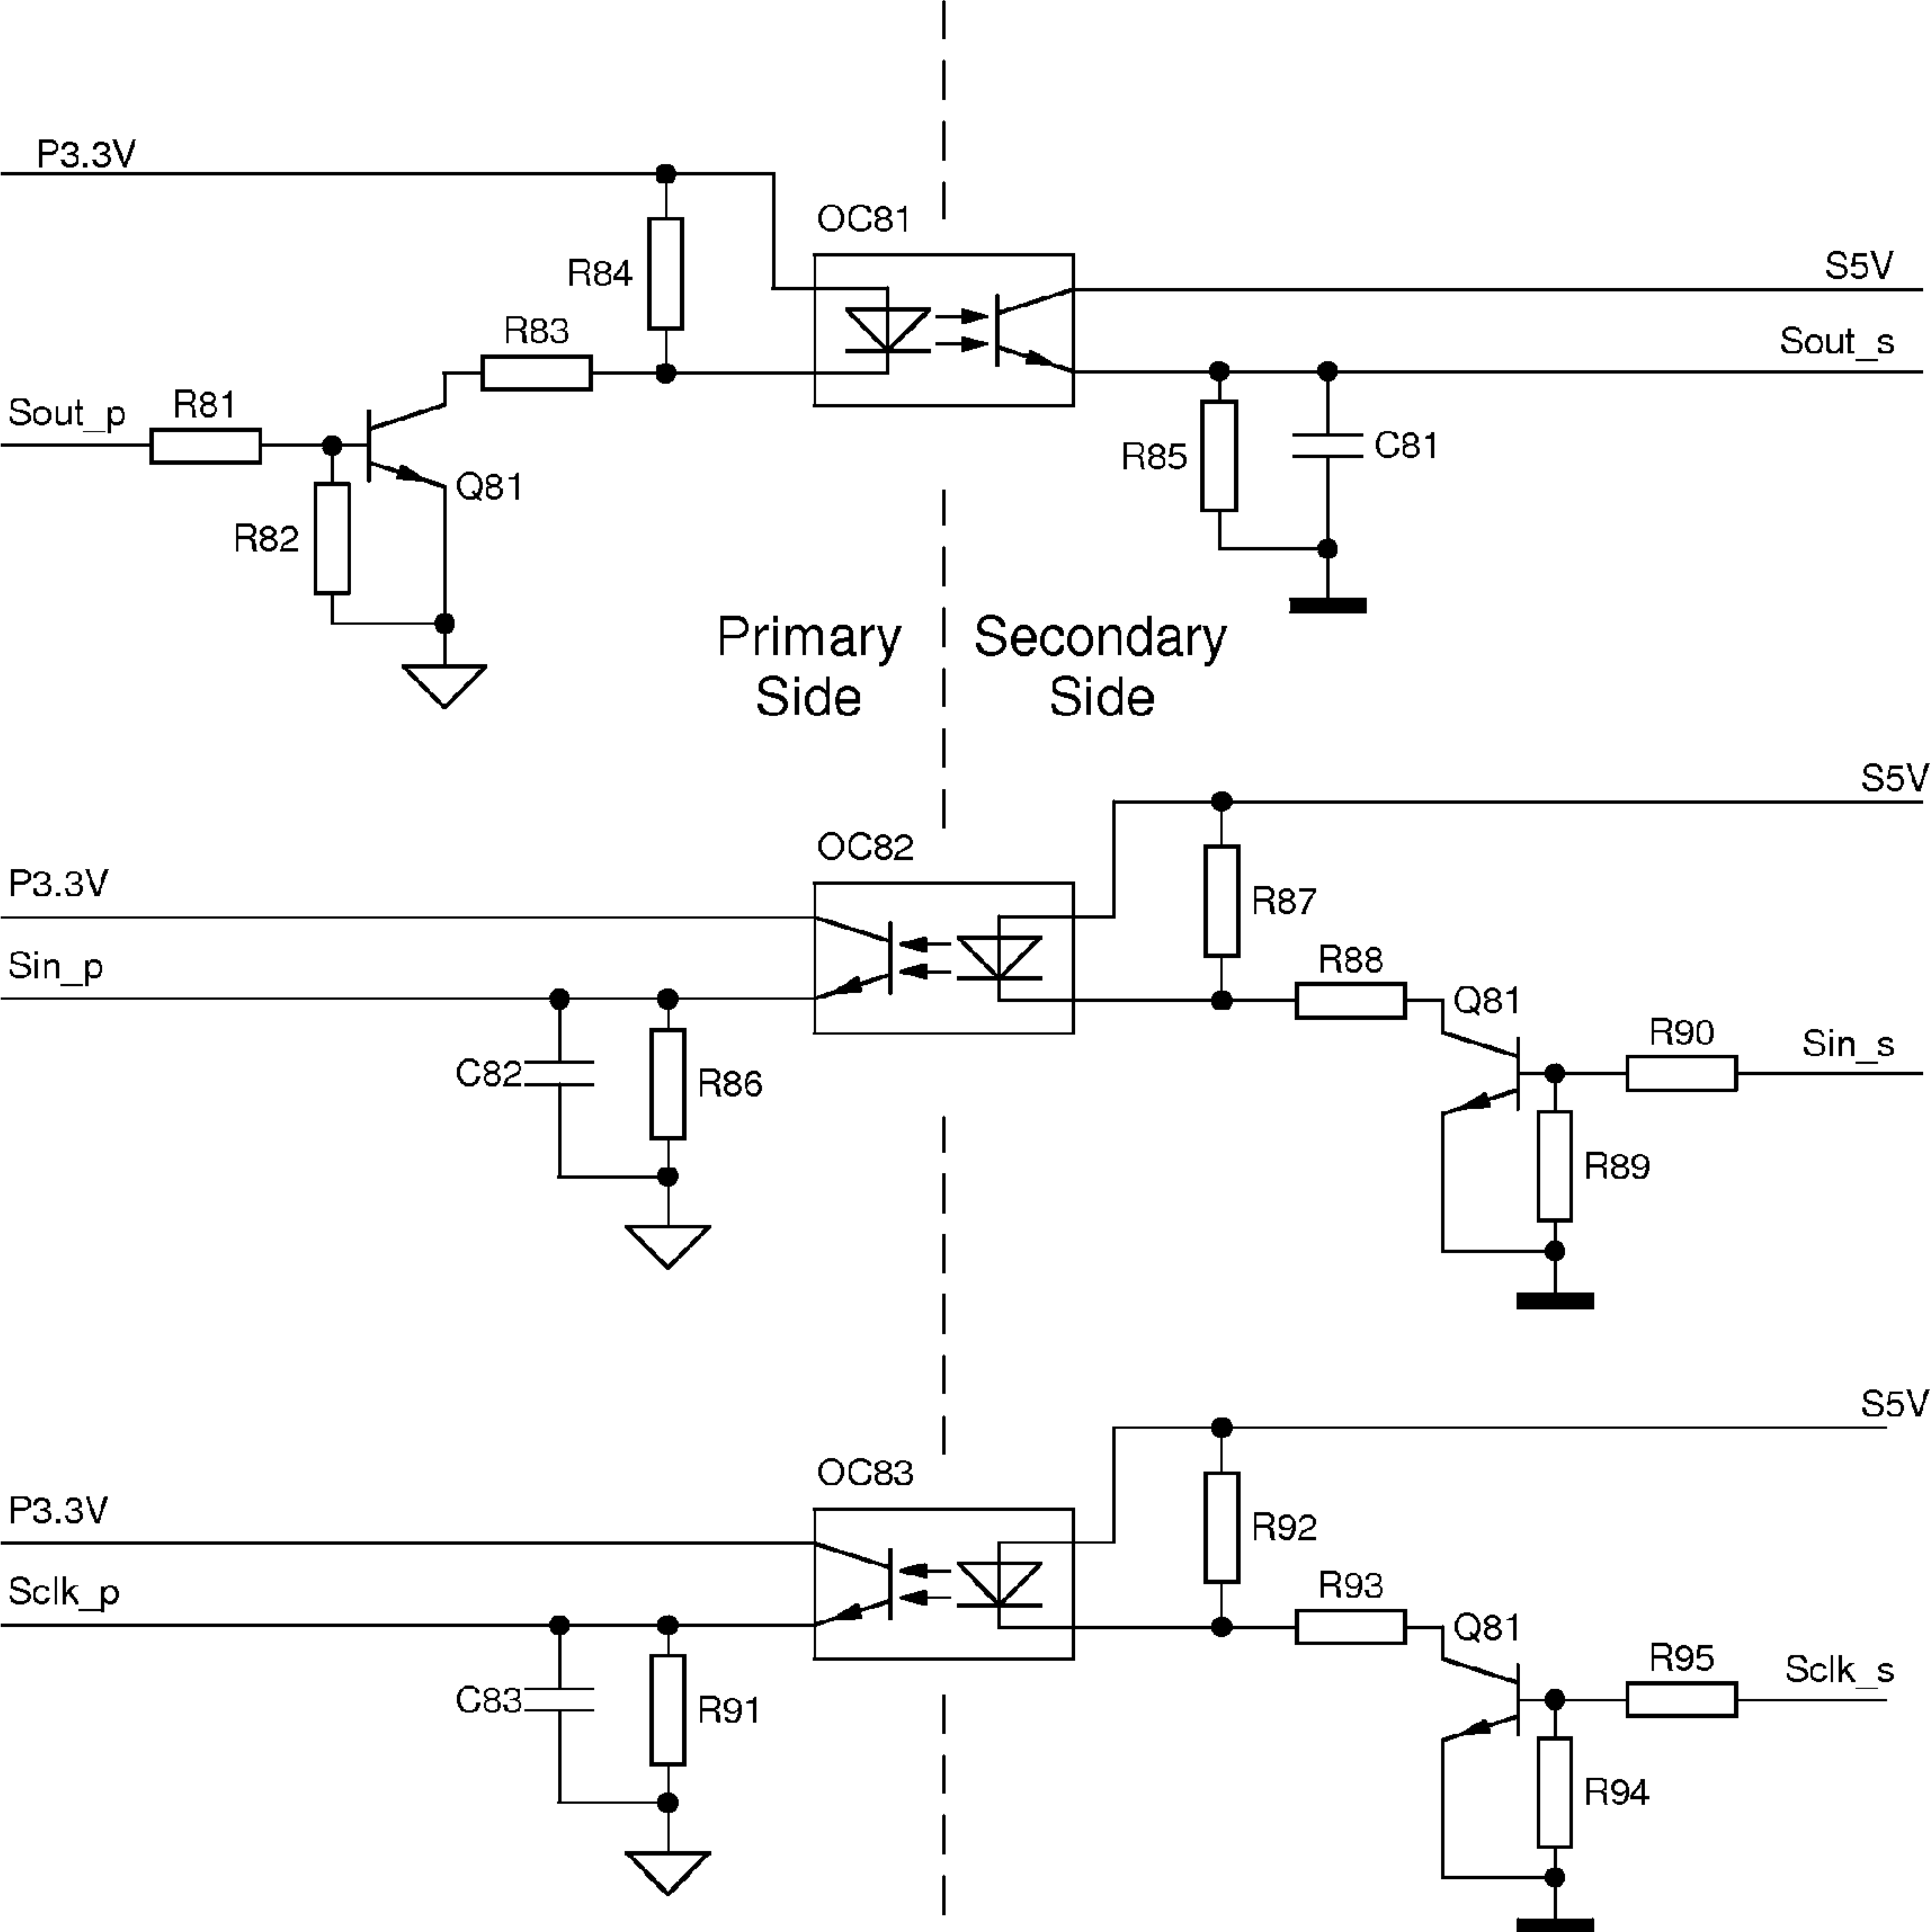 P3.3V
OC81
S5V
R84
R83
Sout_s
Sout_p
R81
R85
C81
Q81
R82
Primary
Side
Secondary
Side
S5V
OC82
P3.3V
R87
Sin_p
R88
Q81
R90
Sin_s
C82
R86
R89
S5V
OC83
P3.3V
R92
Sclk_p
R93
Q81
R95
Sclk_s
C83
R91
R94